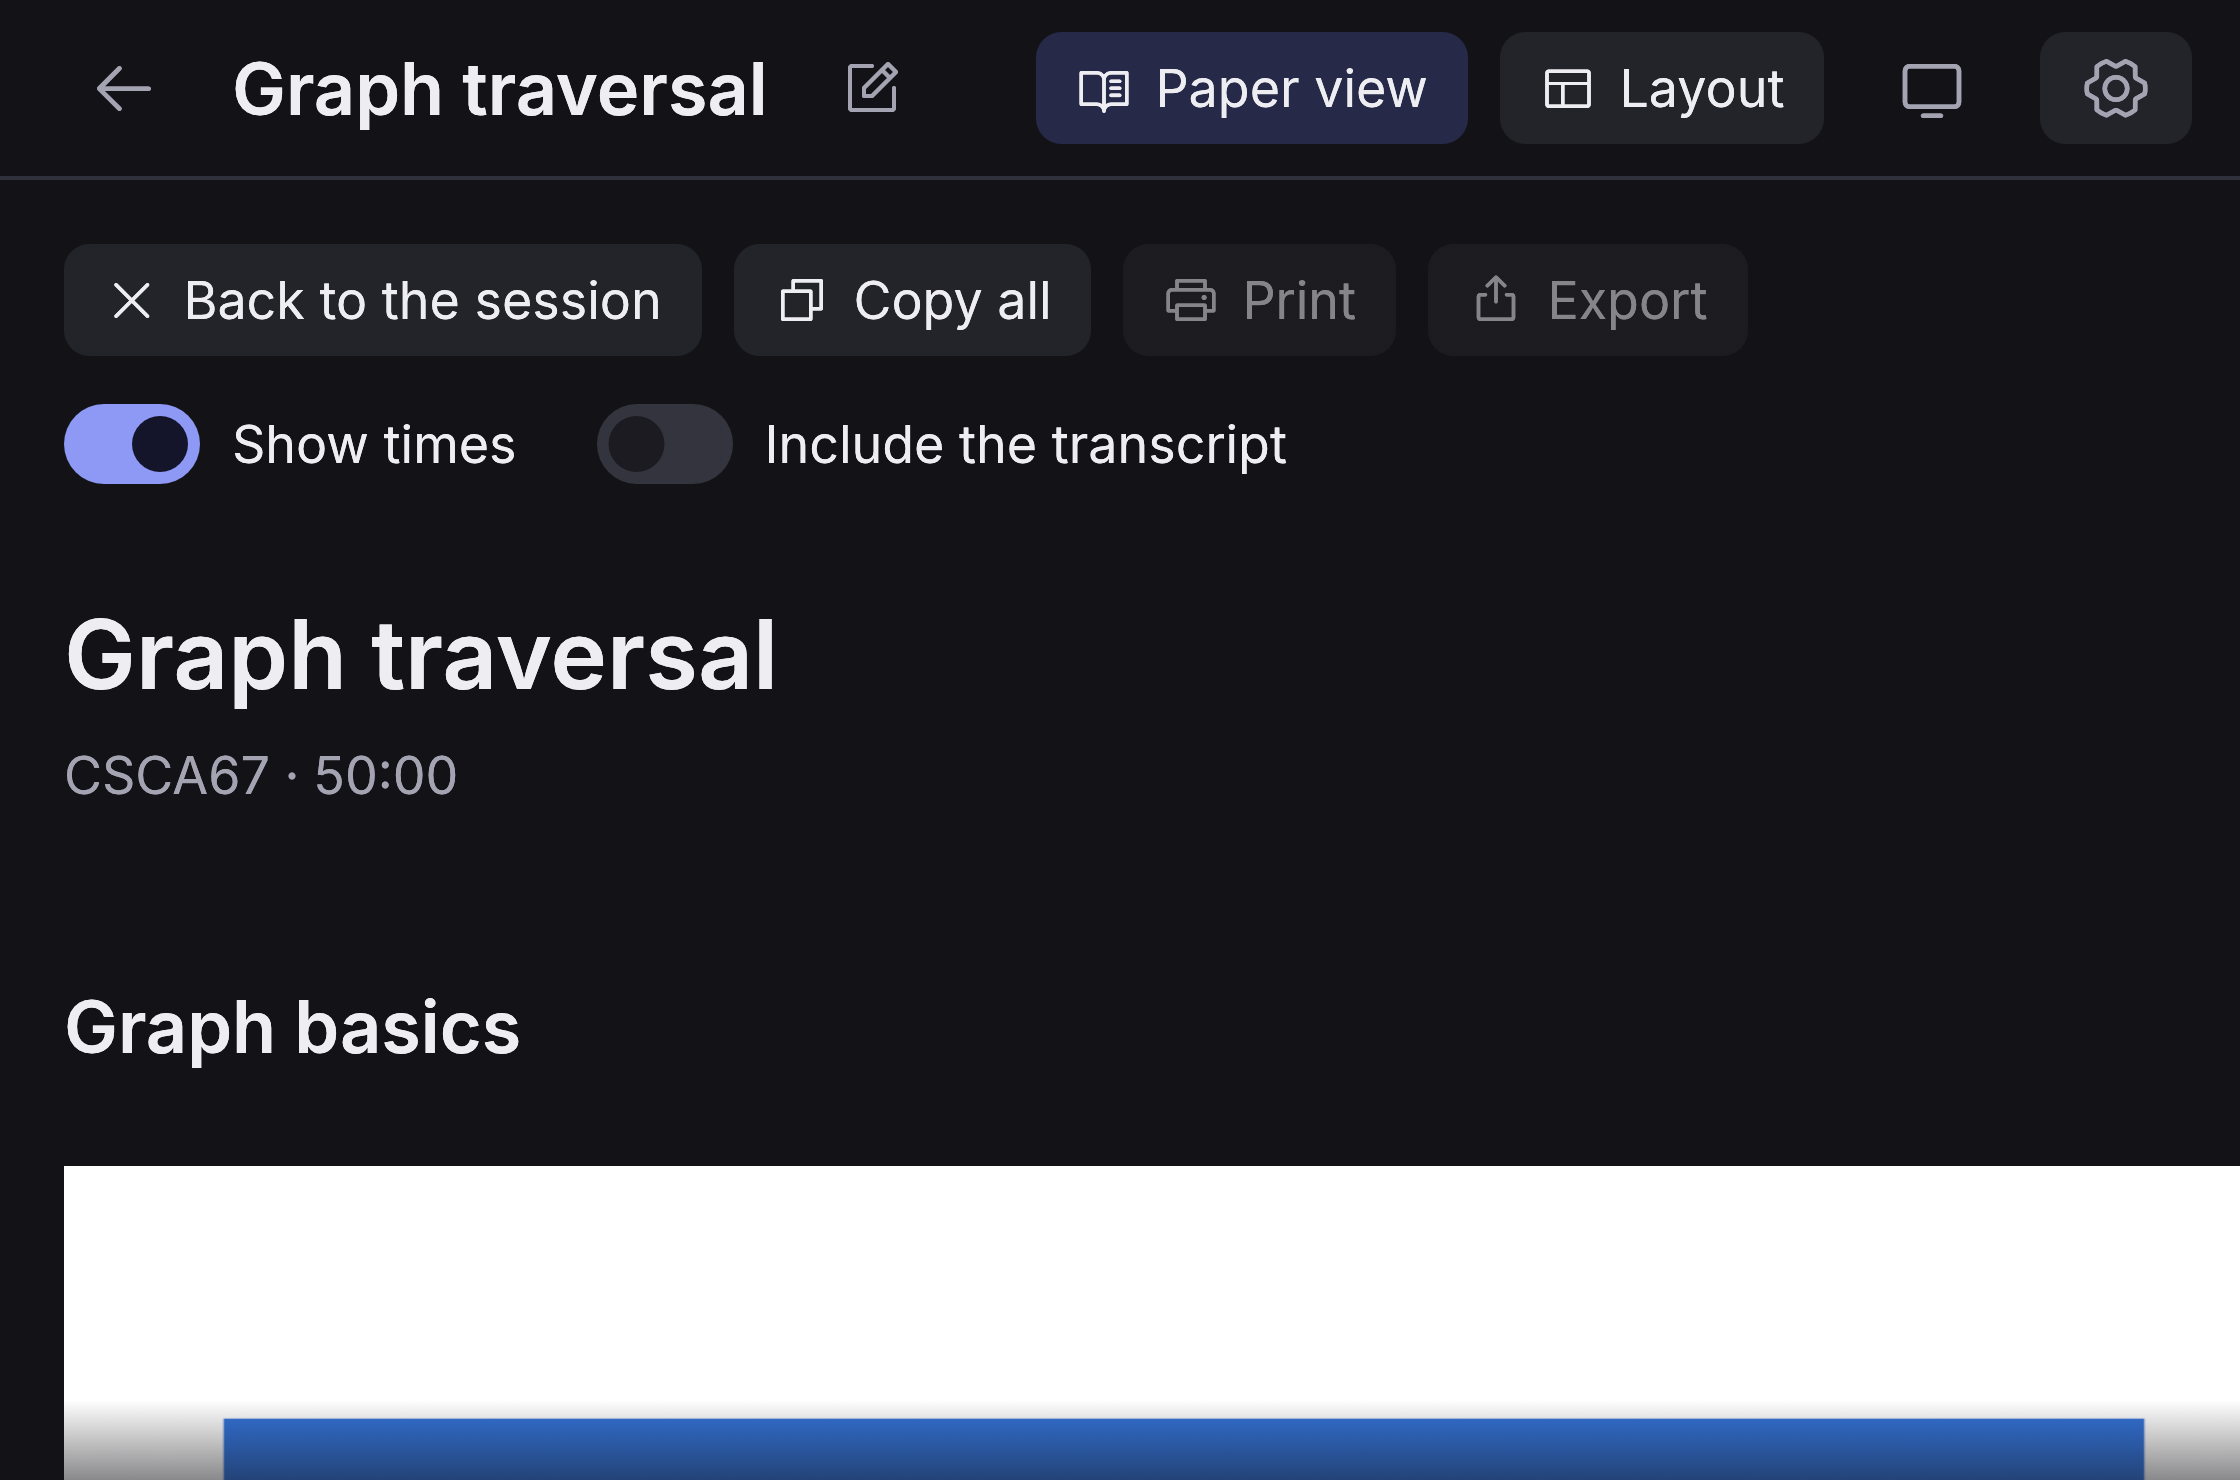 Graph traversal
Paper view
Layout
Back to the session
Copy all
Print
Export
Show times
Include the transcript
Graph traversal
CSCA67 · 50:00
Graph basics